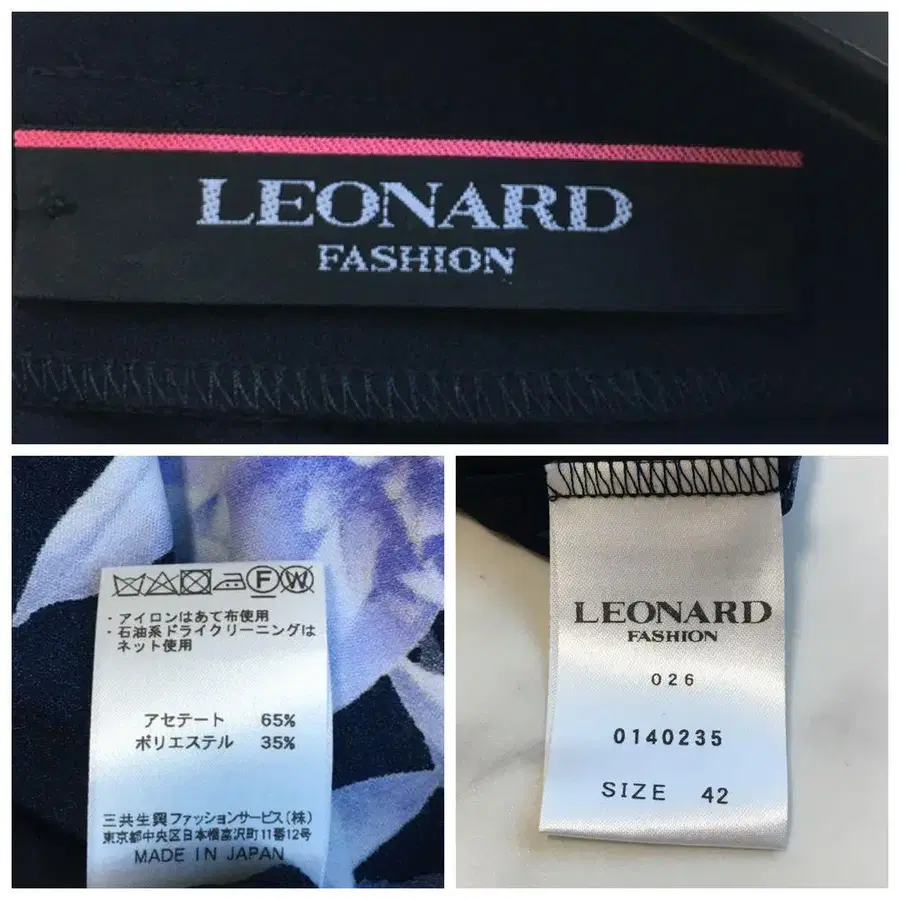 LEONARD
FASHION
F W
・アイロンはあて布使用
・石油系ドライクリーニングは
ネット使用
アセテート 65%
ポリエステル 35%
三共生興ファッションサービス(株)
東京都中央区日本橋富沢町11番12号
MADE IN JAPAN
LEONARD
FASHION
026
0140235
SIZE 42